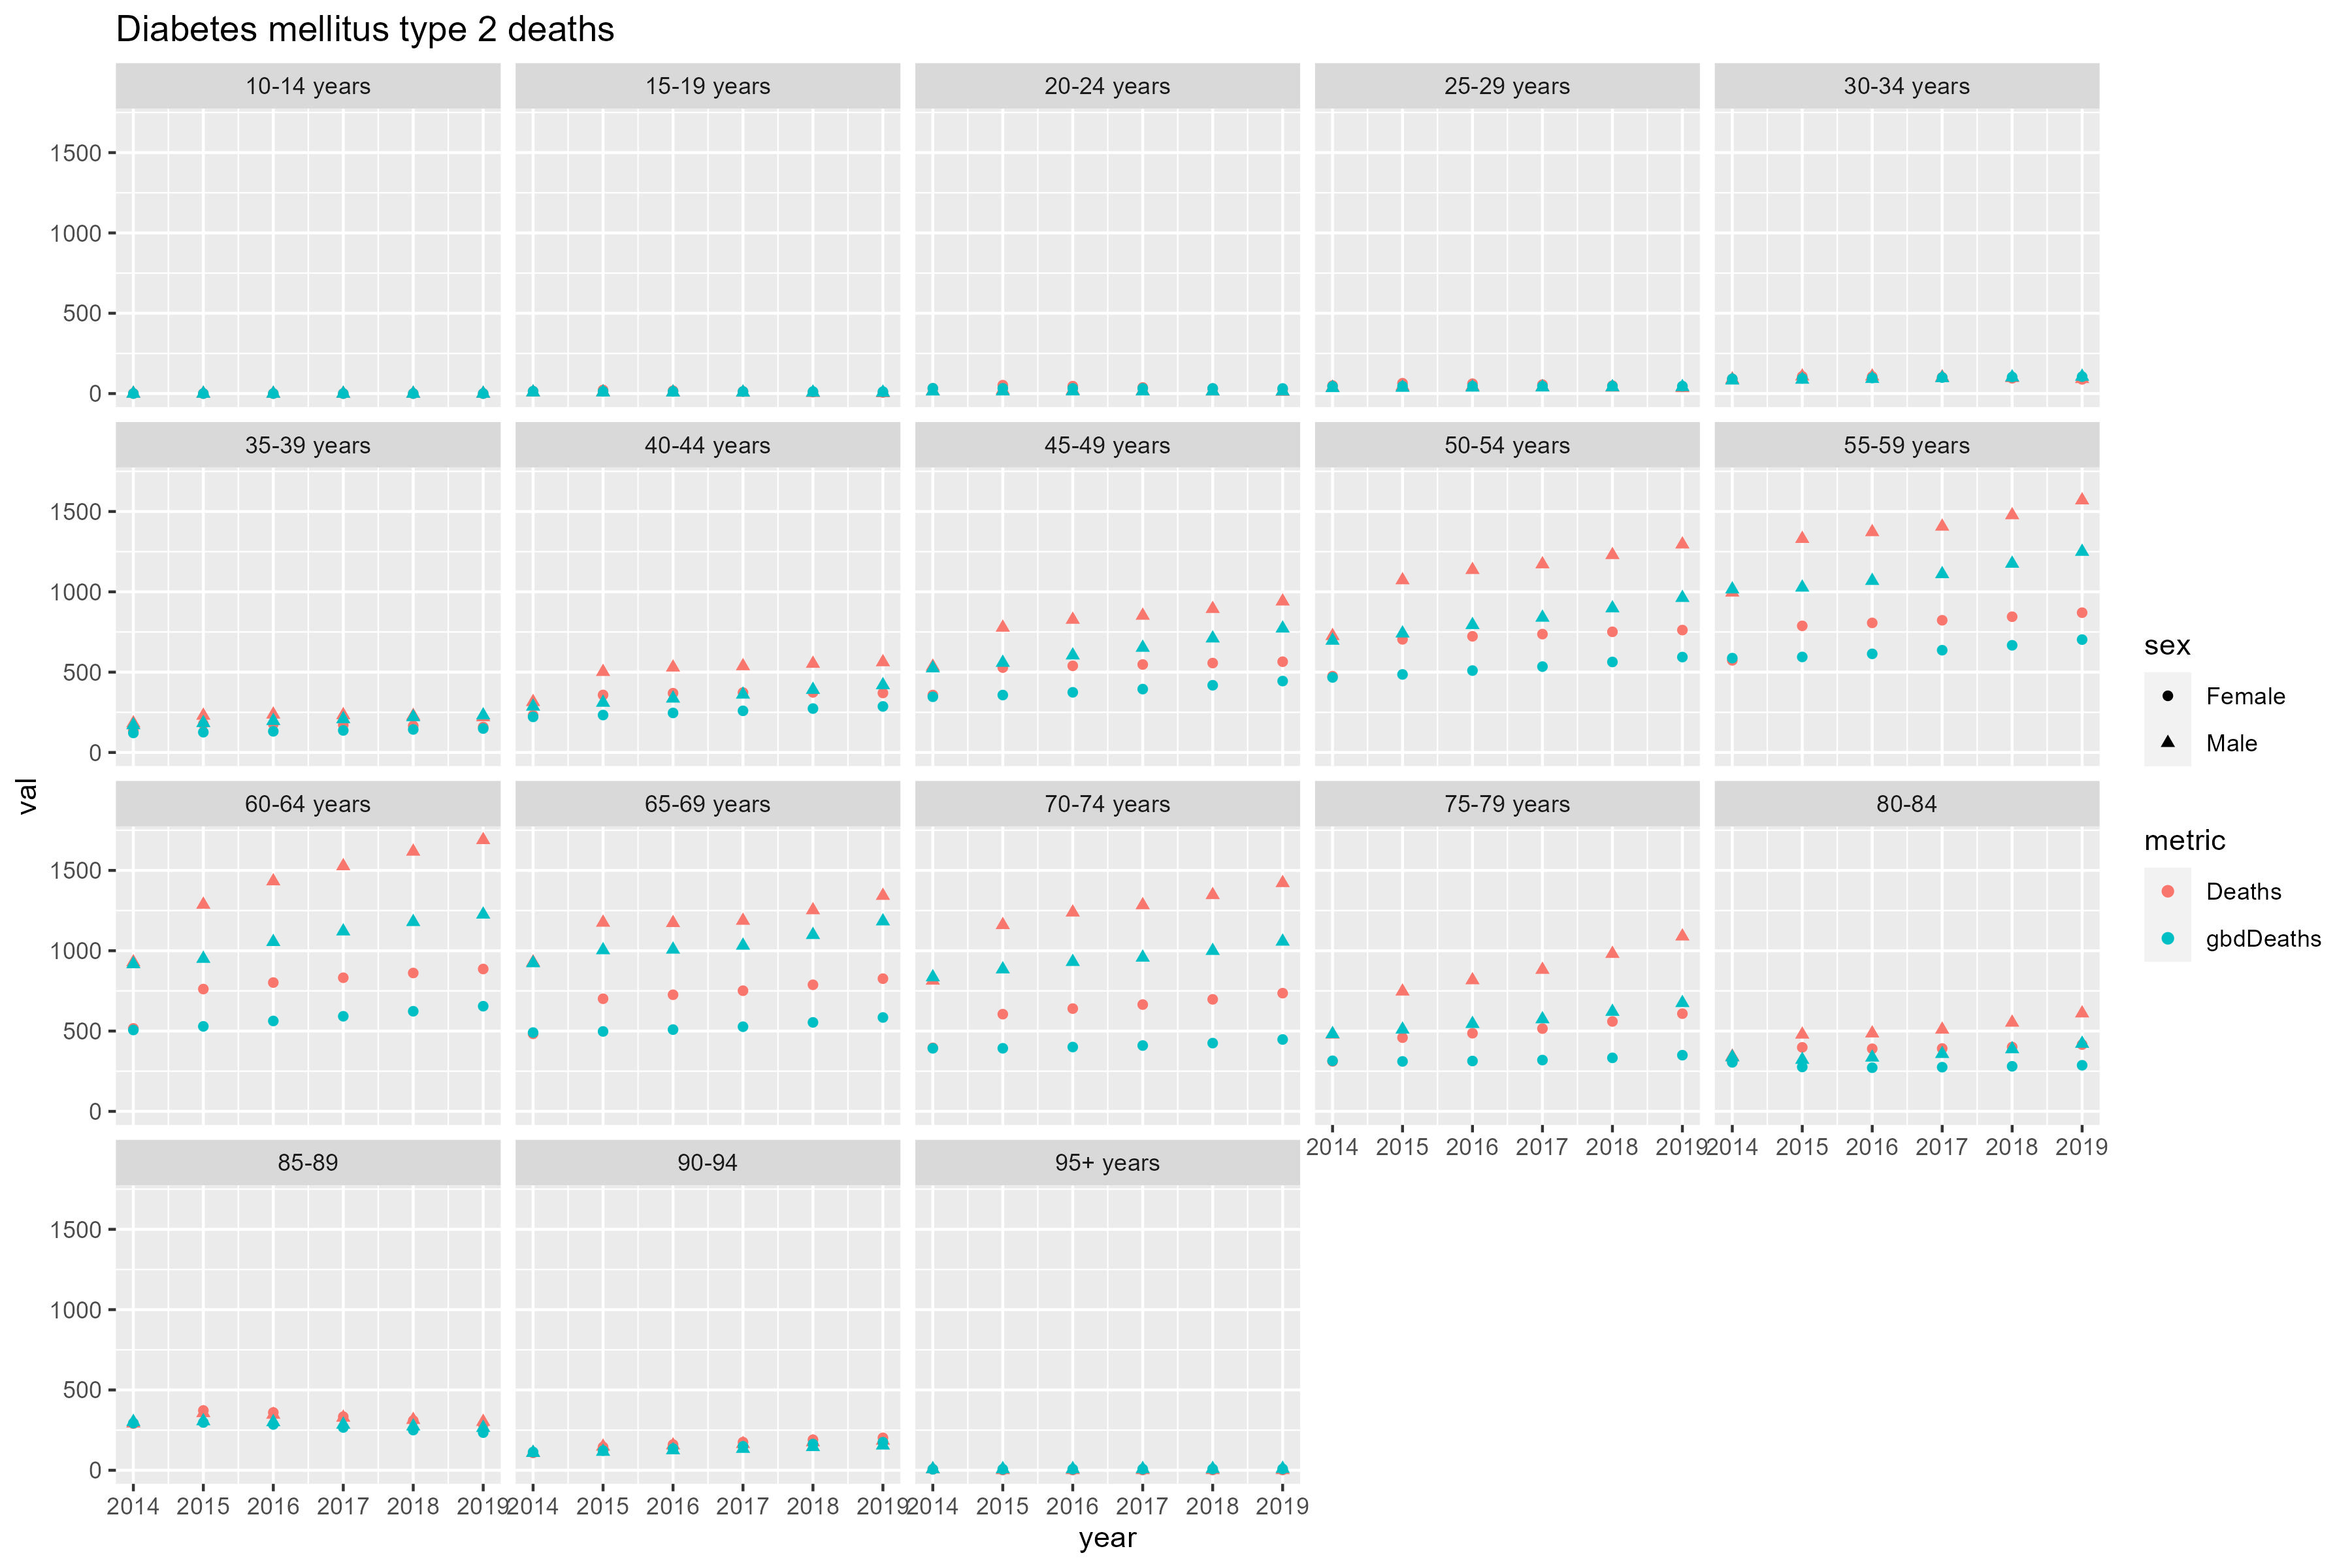 Diabetes mellitus type 2 deaths
10-14 years
15-19 years
20-24 years
25-29 years
30-34 years
1500
1000
500
0
35-39 years
40-44 years
45-49 years
50-54 years
55-59 years
1500
1000
500
0
60-64 years
65-69 years
70-74 years
75-79 years
80-84
1500
1000
500
0
2014 2015 2016 2017 2018 2019
2014 2015 2016 2017 2018 2019
85-89
90-94
95+ years
1500
1000
500
0
2014 2015 2016 2017 2018 2019
2014 2015 2016 2017 2018 2019
2014 2015 2016 2017 2018 2019
year
val
sex
Female
Male
metric
Deaths
gbdDeaths